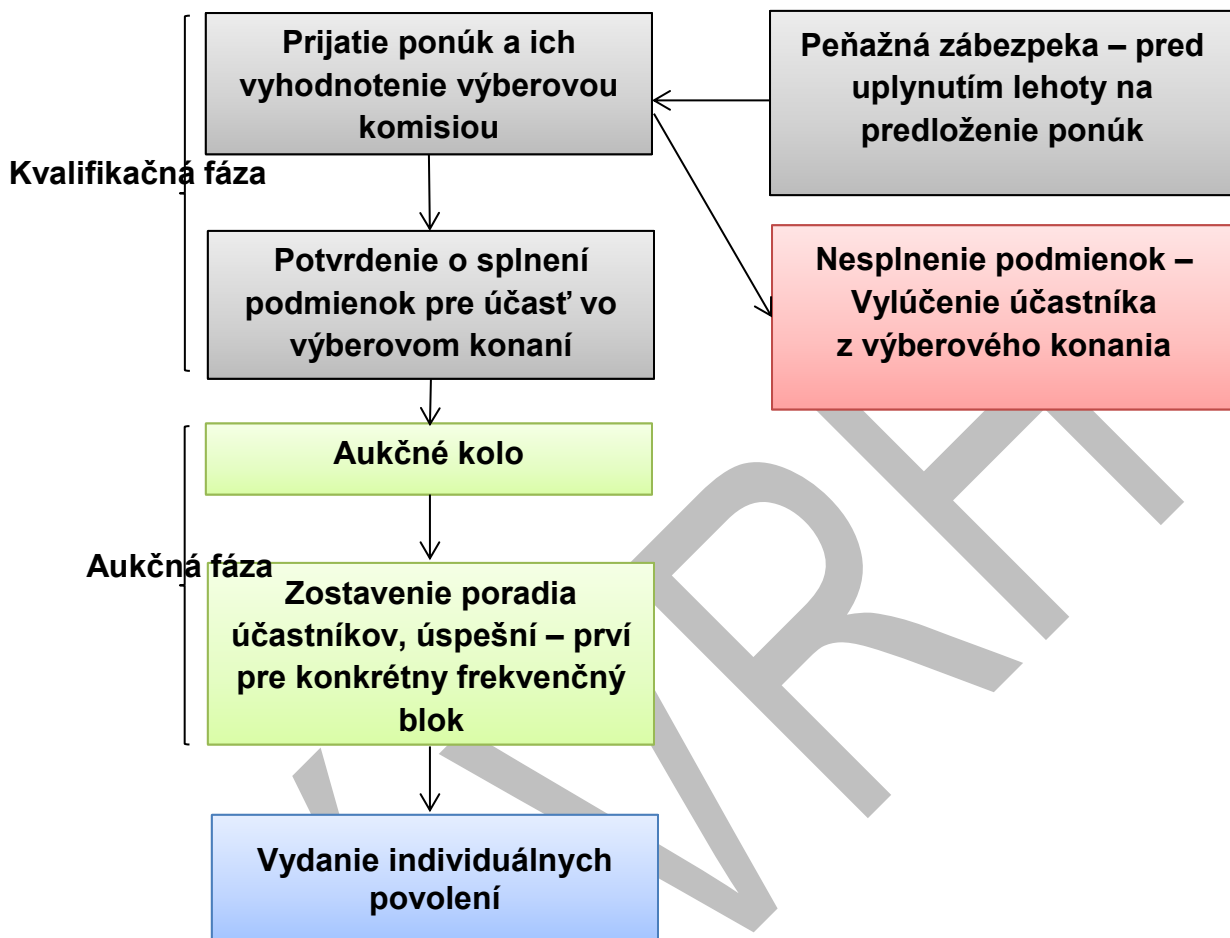 Prijatie ponúk a ich
vyhodnotenie výberovou
komisiou
Peňažná zábezpeka – pred
uplynutím lehoty na
predloženie ponúk
Kvalifikačná fáza
Potvrdenie o splnení
podmienok pre účasť vo
výberovom konaní
Nesplnenie podmienok –
Vylúčenie účastníka
z výberového konania
Aukčné kolo
Aukčná fáza
Zostavenie poradia
účastníkov, úspešní – prví
pre konkrétny frekvenčný
blok
Vydanie individuálnych
povolení